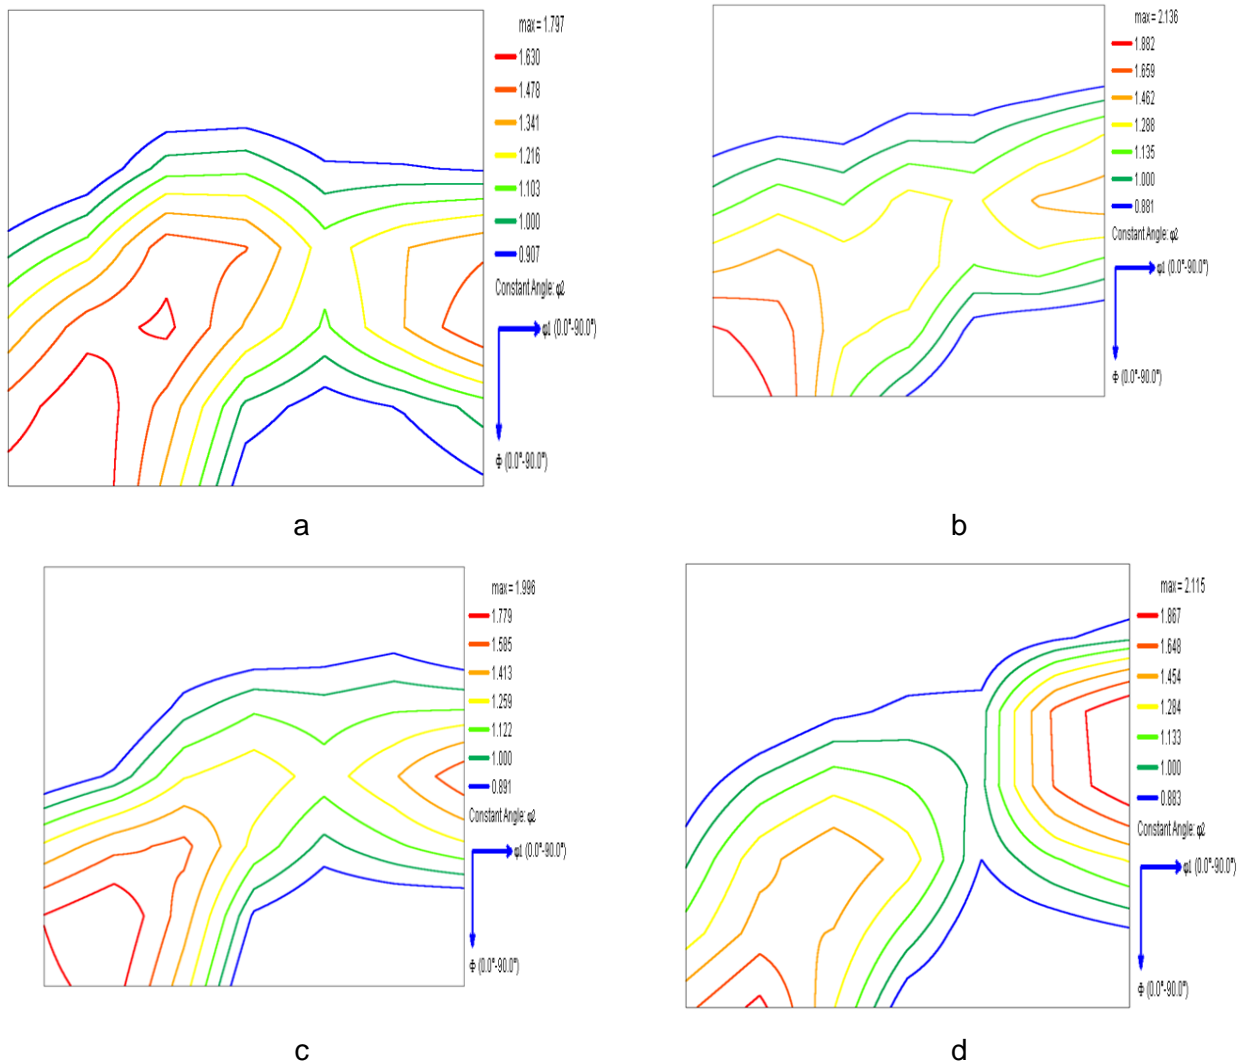 max = 1.797
1.630
1.478
1.341
1.216
1.103
1.000
0.907
Constant Angle: φ2
φ1 (0.0°-90.0°)
Φ (0.0°-90.0°)
a
max = 2.136
1.882
1.659
1.462
1.288
1.135
1.000
0.881
Constant Angle: φ2
φ1 (0.0°-90.0°)
Φ (0.0°-90.0°)
b
max = 1.996
1.779
1.585
1.413
1.259
1.122
1.000
0.891
Constant Angle: φ2
φ1 (0.0°-90.0°)
Φ (0.0°-90.0°)
c
max = 2.115
1.867
1.648
1.454
1.284
1.133
1.000
0.883
Constant Angle: φ2
φ1 (0.0°-90.0°)
Φ (0.0°-90.0°)
d